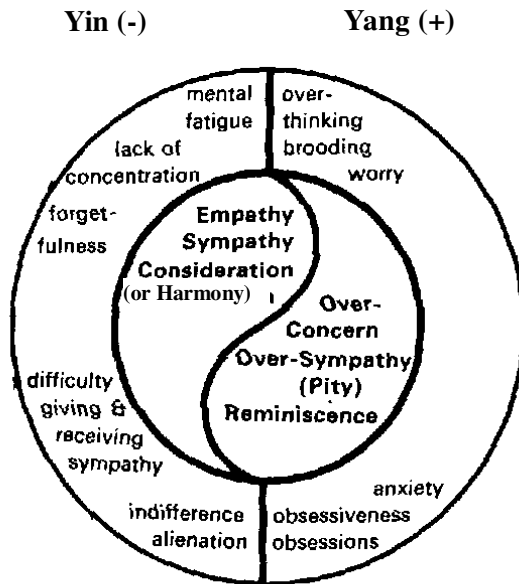 Yin (-)
Yang (+)
mental
fatigue
lack of
concentration
forget-
fulness
difficulty
giving &
receiving
sympathy
indifference
alienation
over-
thinking
brooding
worry
anxiety
obsessiveness
obsessions
Empathy
Sympathy
Consideration
(or Harmony)
Over-
Concern
Over-Sympathy
(Pity)
Reminiscence